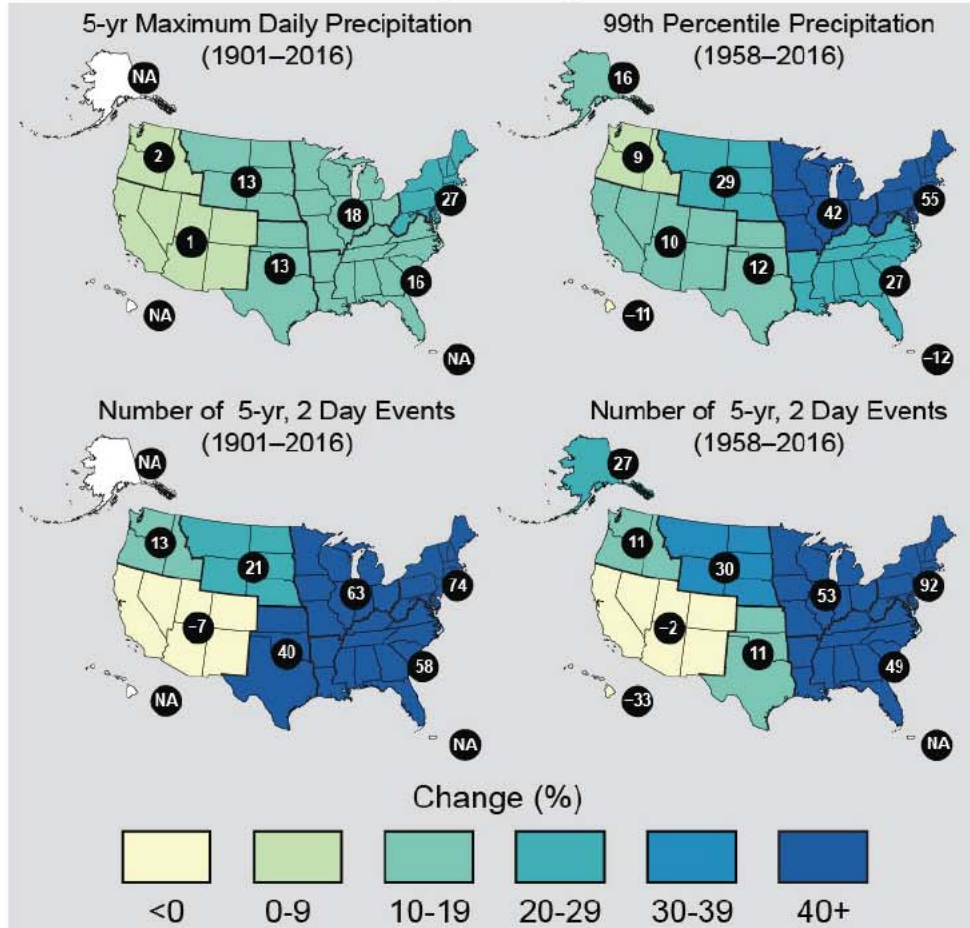 5-yr Maximum Daily Precipitation
(1901–2016)
NA
2
13
18
27
1
13
16
NA
NA
99th Percentile Precipitation
(1958–2016)
16
9
29
42
55
10
12
27
–11
–12
Number of 5-yr, 2 Day Events
(1901–2016)
NA
13
21
63
74
–7
40
58
NA
NA
Number of 5-yr, 2 Day Events
(1958–2016)
27
11
30
53
92
–2
11
49
–33
NA
Change (%)
<0 0-9 10-19 20-29 30-39 40+